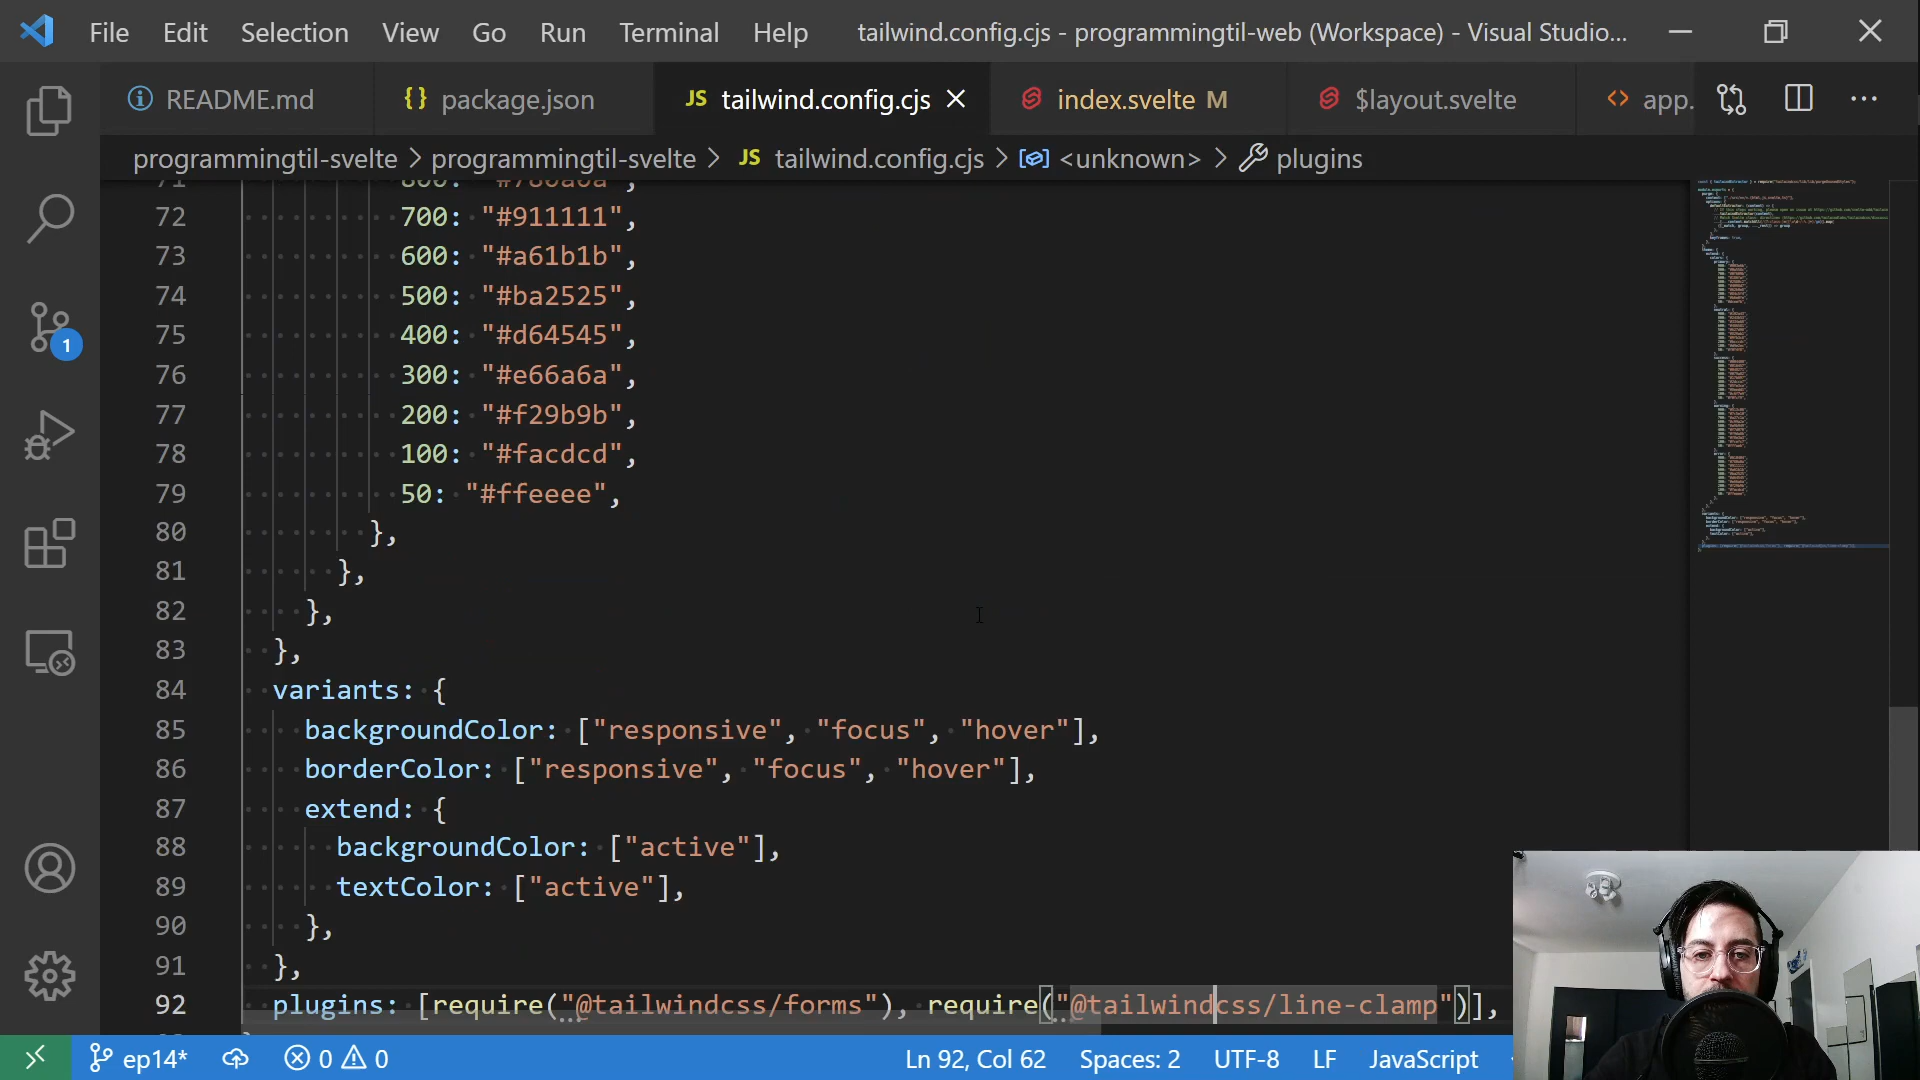 File Edit Selection View Go Run Terminal Help tailwind.config.cjs - programmingtil-web (Workspace) - Visual Studio...
README.md {} package.json JS tailwind.config.cjs index.svelte M $layout.svelte <> app. ...
programmingtil-svelte > programmingtil-svelte > JS tailwind.config.cjs > <unknown> > plugins
72 700: "#911111",
73 600: "#a61b1b",
74 500: "#ba2525",
75 400: "#d64545",
76 300: "#e66a6a",
77 200: "#f29b9b",
78 100: "#facdcd",
79 50: "#ffeeee",
80 },
81 },
82 },
83 },
84 variants: {
85 backgroundColor: ["responsive", "focus", "hover"],
86 borderColor: ["responsive", "focus", "hover"],
87 extend: {
88 backgroundColor: ["active"],
89 textColor: ["active"],
90 },
91 },
92 plugins: [require("@tailwindcss/forms"), require("@tailwindcss/line-clamp")],
1
ep14* 0 0 Ln 92, Col 62 Spaces: 2 UTF-8 LF JavaScript